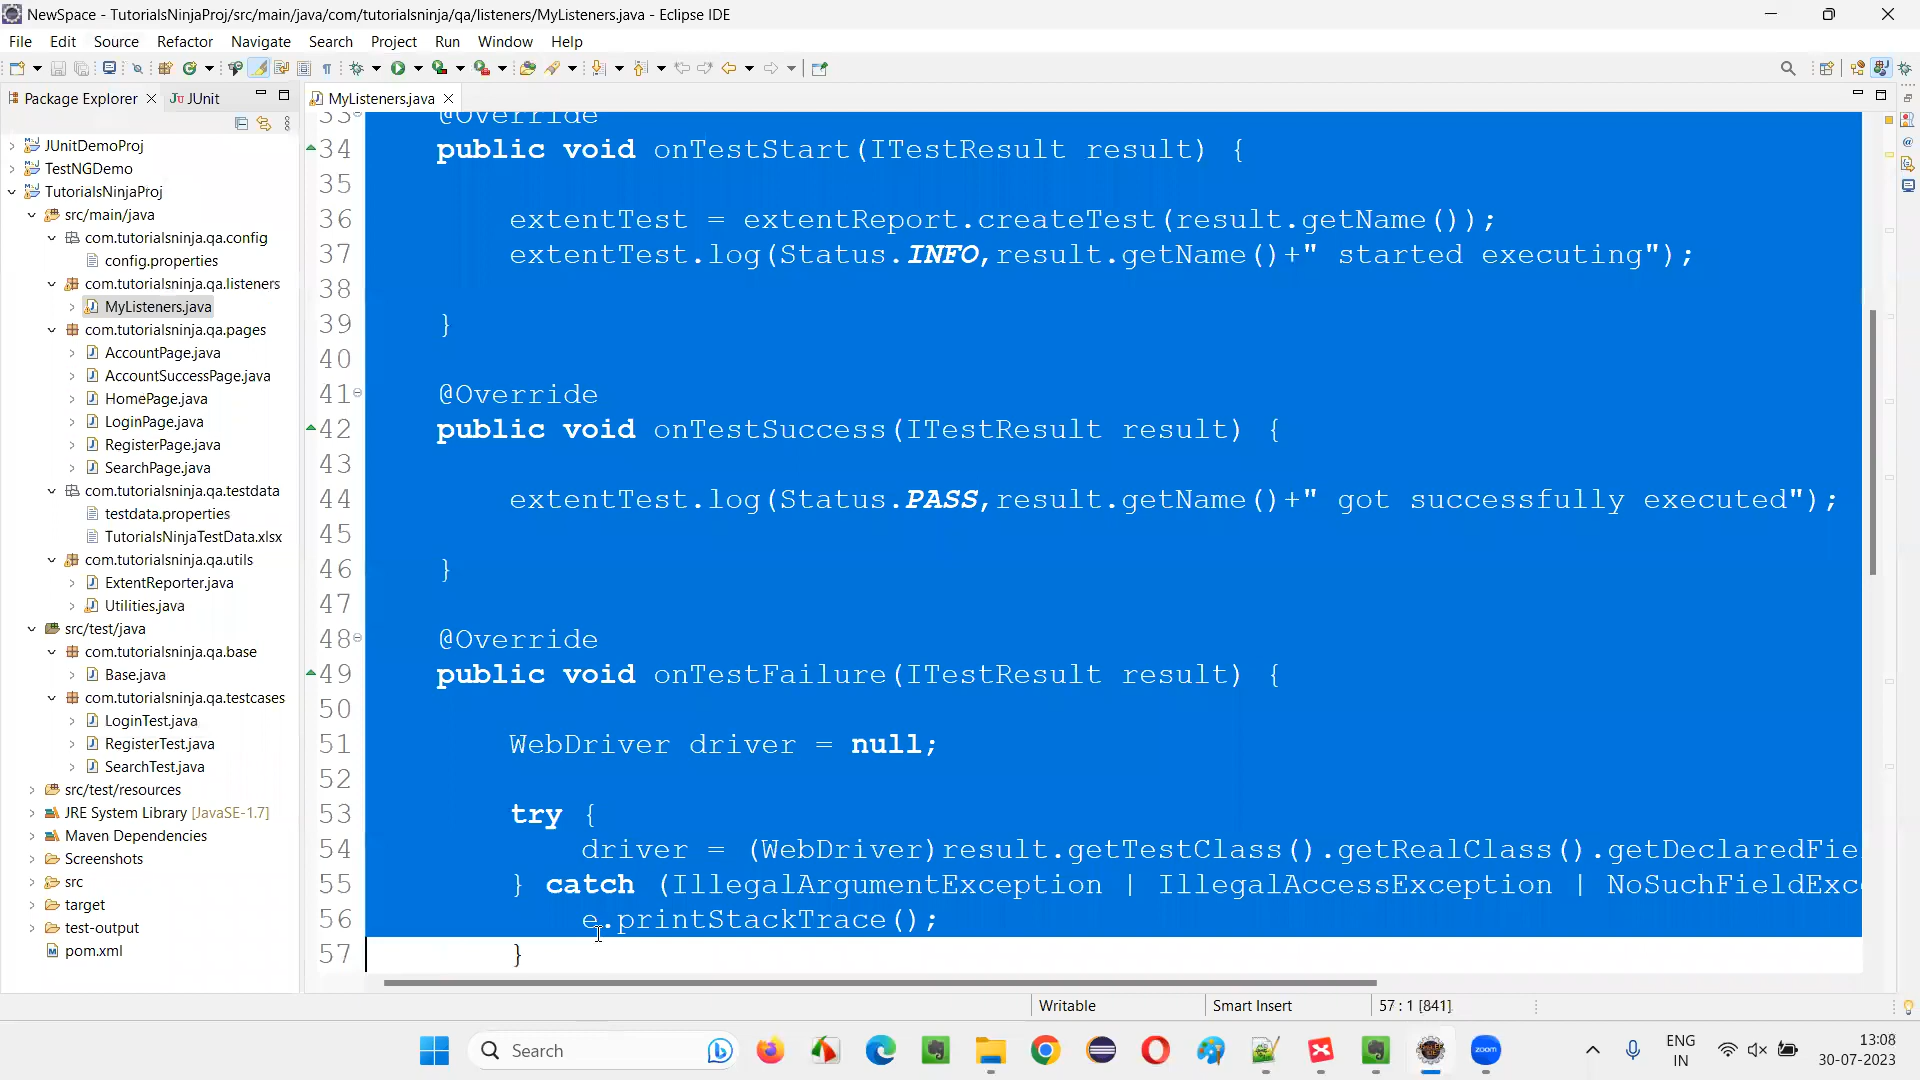 NewSpace - TutorialsNinjaProj/src/main/java/com/tutorialsninja/qa/listeners/MyListeners.java - Eclipse IDE
File Edit Source Refactor Navigate Search Project Run Window Help
Package Explorer JUnit
MyListeners.java
JUnitDemoProj
TestNGDemo
TutorialsNinjaProj
src/main/java
com.tutorialsninja.qa.config
config.properties
com.tutorialsninja.qa.listeners
MyListeners.java
com.tutorialsninja.qa.pages
AccountPage.java
AccountSuccessPage.java
HomePage.java
LoginPage.java
RegisterPage.java
SearchPage.java
com.tutorialsninja.qa.testdata
testdata.properties
TutorialsNinjaTestData.xlsx
com.tutorialsninja.qa.utils
ExtentReporter.java
Utilities.java
src/test/java
com.tutorialsninja.qa.base
Base.java
com.tutorialsninja.qa.testcases
LoginTest.java
RegisterTest.java
SearchTest.java
src/test/resources
JRE System Library [JavaSE-1.7]
Maven Dependencies
Screenshots
src
target
test-output
pom.xml
33 @Override
34 public void onTestStart(ITestResult result) {
35
36 extentTest = extentReport.createTest(result.getName());
37 extentTest.log(Status.INFO,result.getName()+" started executing");
38
39 }
40
41 @Override
42 public void onTestSuccess(ITestResult result) {
43
44 extentTest.log(Status.PASS,result.getName()+" got successfully executed");
45
46 }
47
48 @Override
49 public void onTestFailure(ITestResult result) {
50
51 WebDriver driver = null;
52
53 try {
54 driver = (WebDriver)result.getTestClass().getRealClass().getDeclaredFie
55 } catch (IllegalArgumentException | IllegalAccessException | NoSuchFieldExc
56 e.printStackTrace();
57 }
Writable Smart Insert 57 : 1 [841]
Search
zoom
ENG
IN
13:08
30-07-2023